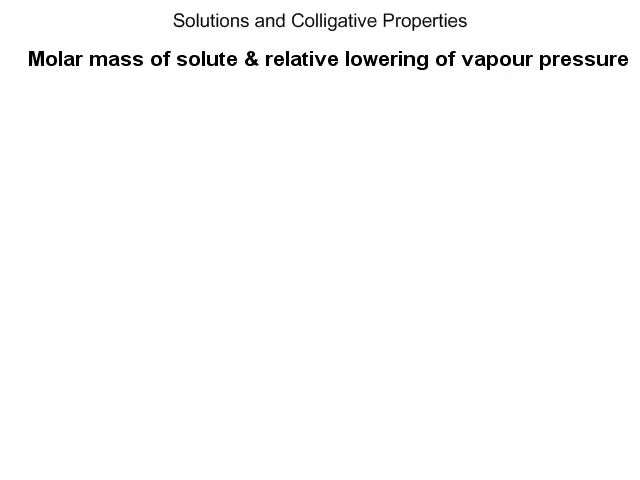 Solutions and Colligative Properties
Molar mass of solute & relative lowering of vapour pressure